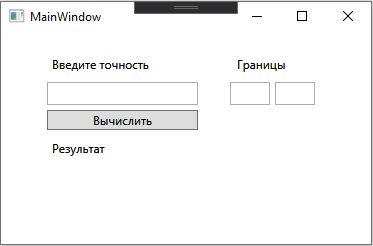 MainWindow
Введите точность
Границы
Вычислить
Результат